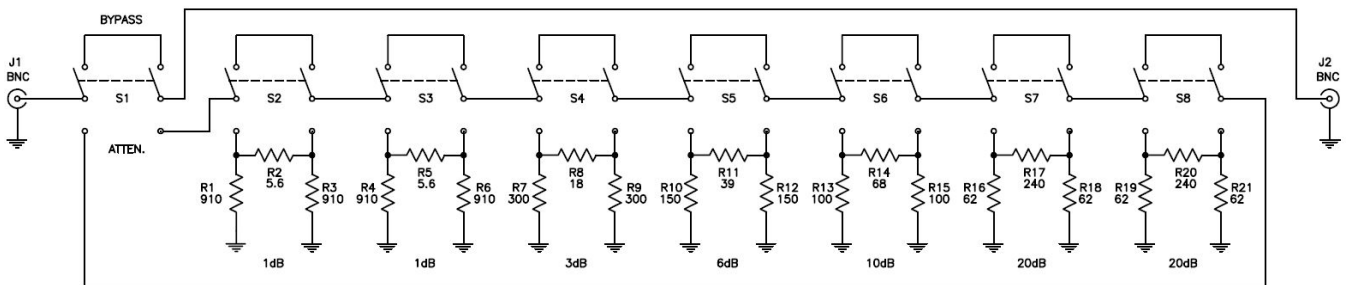 BYPASS
J1
BNC
J2
BNC
S1
S2
S3
S4
S5
S6
S7
S8
ATTEN.
R1
910
R2
5.6
R3
910
R4
910
R5
5.6
R6
910
R7
300
R8
18
R9
300
R10
150
R11
39
R12
150
R13
100
R14
68
R15
100
R16
62
R17
240
R18
62
R19
62
R20
240
R21
62
1dB
1dB
3dB
6dB
10dB
20dB
20dB